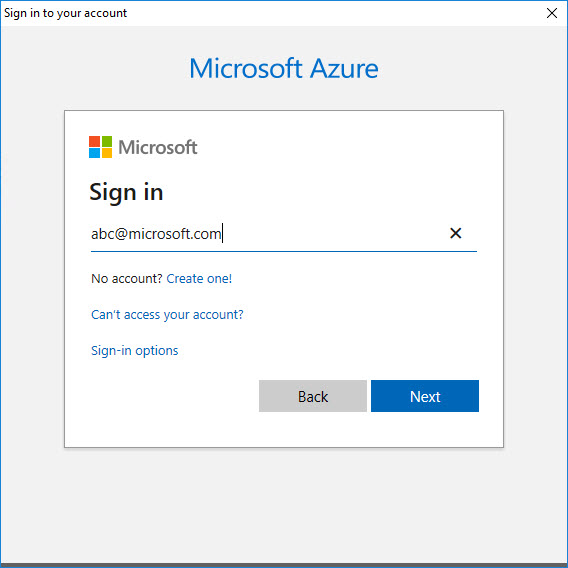 Sign in to your account
Microsoft Azure
Microsoft
Sign in
abc@microsoft.com
No account? Create one!
Can't access your account?
Sign-in options
Back Next